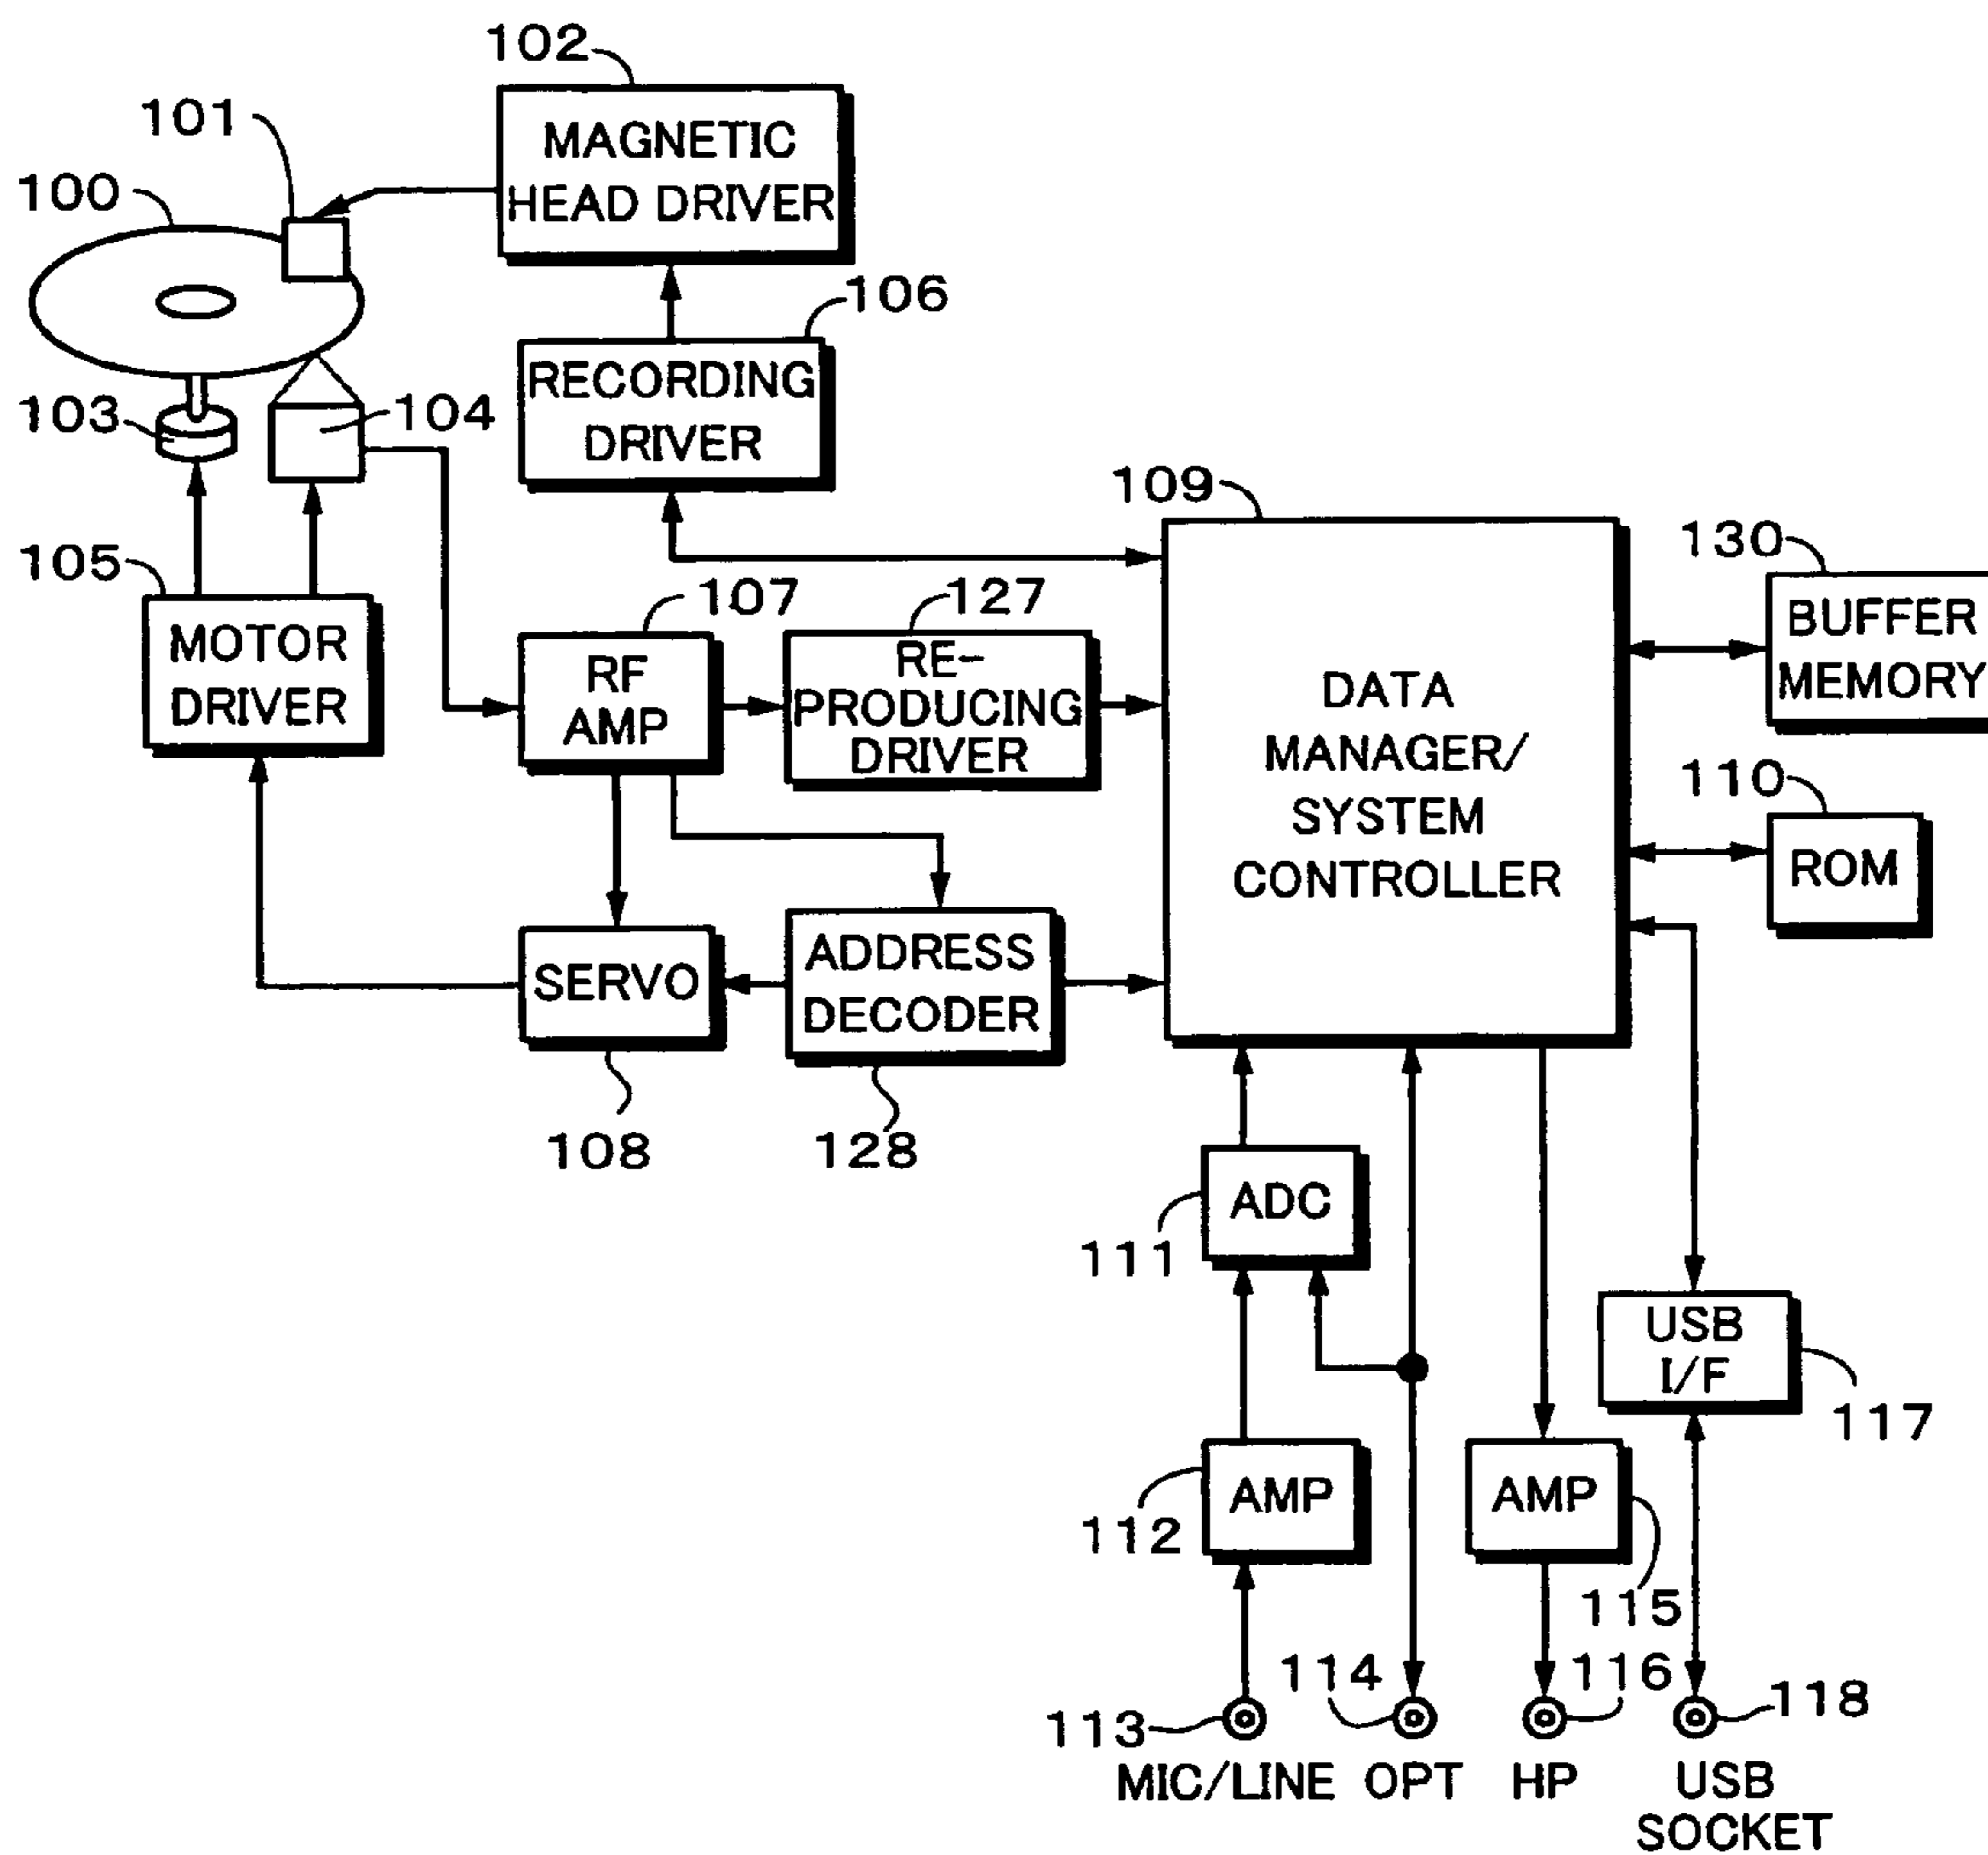 102
101
100
MAGNETIC
HEAD DRIVER
106
RECORDING
DRIVER
103
104
109
130
105
107
127
BUFFER
MEMORY
MOTOR
DRIVER
RF
AMP
RE-
PRODUCING
DRIVER
DATA
MANAGER/
SYSTEM
CONTROLLER
110
ROM
SERVO
ADDRESS
DECODER
108
128
ADC
111
USB
I/F
117
AMP
112
AMP
115
113
114
116
118
MIC/LINE
OPT
HP
USB
SOCKET